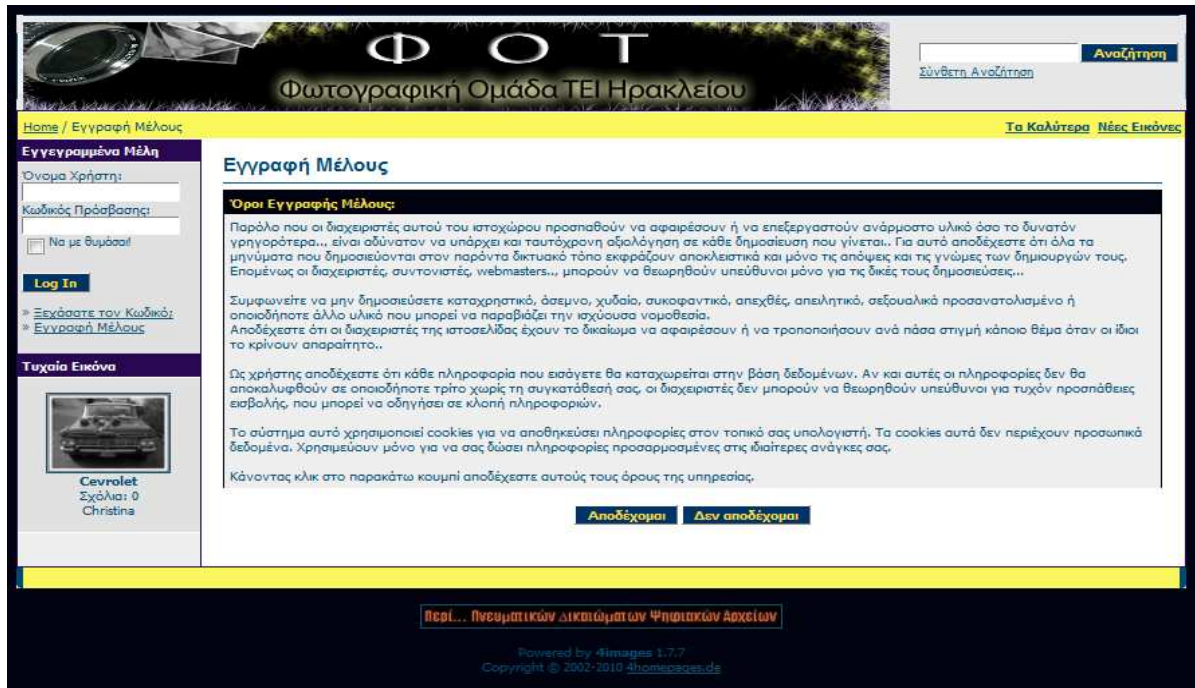 Φ Ο Τ
Φωτογραφική Ομάδα ΤΕΙ Ηρακλείου
Αναζήτηση
Σύνθετη Αναζήτηση
Home / Εγγραφή Μέλους
Τα Καλύτερα Νέες Εικόνες
Εγγεγραμμένα Μέλη
Όνομα Χρήστη:
Κωδικός Πρόσβασης:
Να με θυμάσαι!
Log In
» Ξεχάσατε τον Κωδικό;
» Εγγραφή Μέλους
Τυχαία Εικόνα
Cevrolet
Σχόλια: 0
Christina
Εγγραφή Μέλους
Όροι Εγγραφής Μέλους:
Παρόλο που οι διαχειριστές αυτού του ιστοχώρου προσπαθούν να αφαιρέσουν ή να επεξεργαστούν ανάρμοστο υλικό όσο το δυνατόν
γρηγορότερα.., είναι αδύνατον να υπάρχει και ταυτόχρονη αξιολόγηση σε κάθε δημοσίευση που γίνεται.. Για αυτό αποδέχεστε ότι όλα τα
μηνύματα που δημοσιεύονται στον παρόντα δικτυακό τόπο εκφράζουν αποκλειστικά και μόνο τις απόψεις και τις γνώμες των δημιουργών τους.
Επομένως οι διαχειριστές, συντονιστές, webmasters.., μπορούν να θεωρηθούν υπεύθυνοι μόνο για τις δικές τους δημοσιεύσεις...
Συμφωνείτε να μην δημοσιεύσετε καταχρηστικό, άσεμνο, χυδαίο, συκοφαντικό, απεχθές, απειλητικό, σεξουαλικά προσανατολισμένο ή
οποιοδήποτε άλλο υλικό που μπορεί να παραβιάζει την ισχύουσα νομοθεσία.
Αποδέχεστε ότι οι διαχειριστές της ιστοσελίδας έχουν το δικαίωμα να αφαιρέσουν ή να τροποποιήσουν ανά πάσα στιγμή κάποιο θέμα όταν οι ίδιοι
το κρίνουν απαραίτητο..
Ως χρήστης αποδέχεστε ότι κάθε πληροφορία που εισάγετε θα καταχωρείται στην βάση δεδομένων. Αν και αυτές οι πληροφορίες δεν θα
αποκαλυφθούν σε οποιοδήποτε τρίτο χωρίς τη συγκατάθεσή σας, οι διαχειριστές δεν μπορούν να θεωρηθούν υπεύθυνοι για τυχόν προσπάθειες
εισβολής, που μπορεί να οδηγήσει σε κλοπή πληροφοριών.
Το σύστημα αυτό χρησιμοποιεί cookies για να αποθηκεύσει πληροφορίες στον τοπικό σας υπολογιστή. Τα cookies αυτά δεν περιέχουν προσωπικά
δεδομένα. Χρησιμεύουν μόνο για να σας δώσει πληροφορίες προσαρμοσμένες στις ιδιαίτερες ανάγκες σας.
Κάνοντας κλικ στο παρακάτω κουμπί αποδέχεστε αυτούς τους όρους της υπηρεσίας.
Αποδέχομαι Δεν αποδέχομαι
Περί... Πνευματικών Δικαιώματων Ψηφιακών Αρχείων
Powered by 4images 1.7.7
Copyright © 2002-2010 4homepages.de